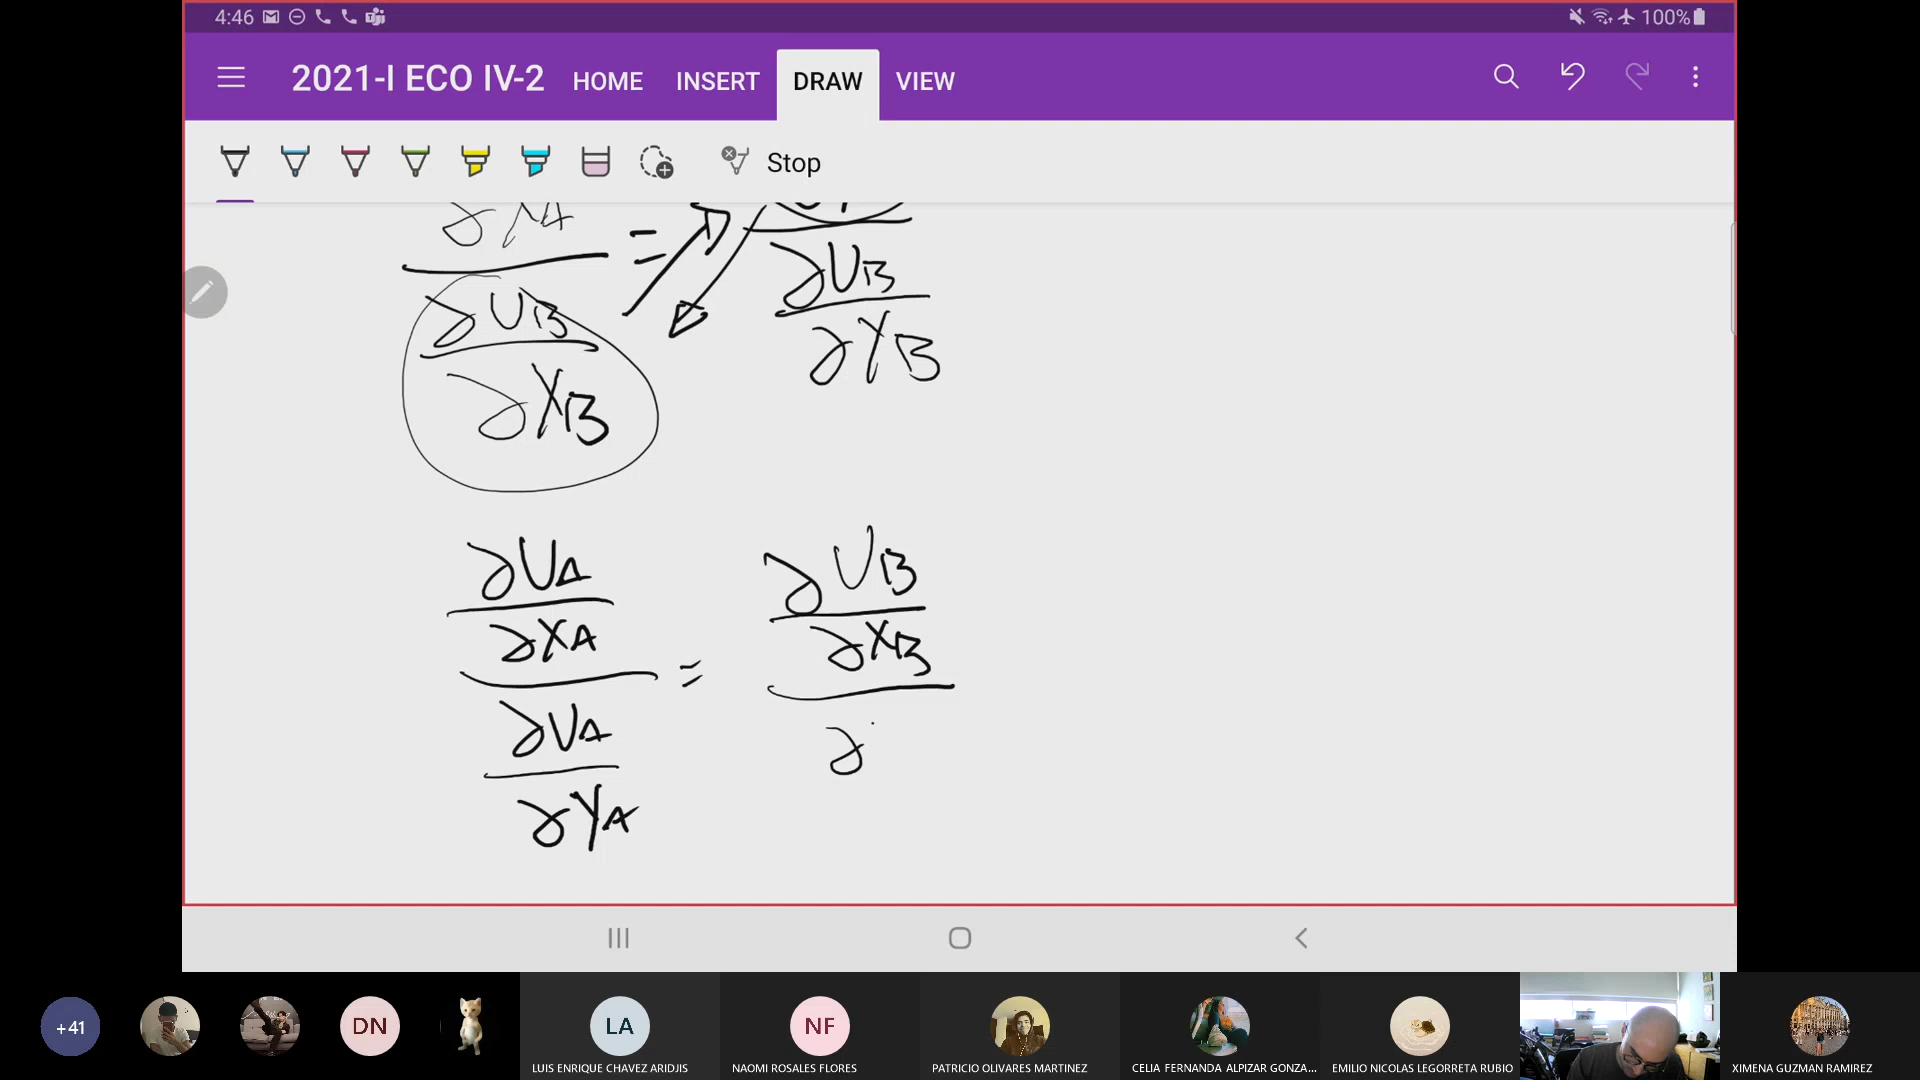 4:46 100%
2021-I ECO IV-2 HOME INSERT DRAW VIEW
Stop
∂XA
=
∂UB
∂XB
∂UB
∂YB
∂UA
∂XA
∂UA
∂YA
=
∂UB
∂XB
∂
+41 DN LA NF
LUIS ENRIQUE CHAVEZ ARIDJIS
NAOMI ROSALES FLORES
PATRICIO OLIVARES MARTINEZ
CELIA FERNANDA ALPIZAR GONZA...
EMILIO NICOLAS LEGORRETA RUBIO
XIMENA GUZMAN RAMIREZ